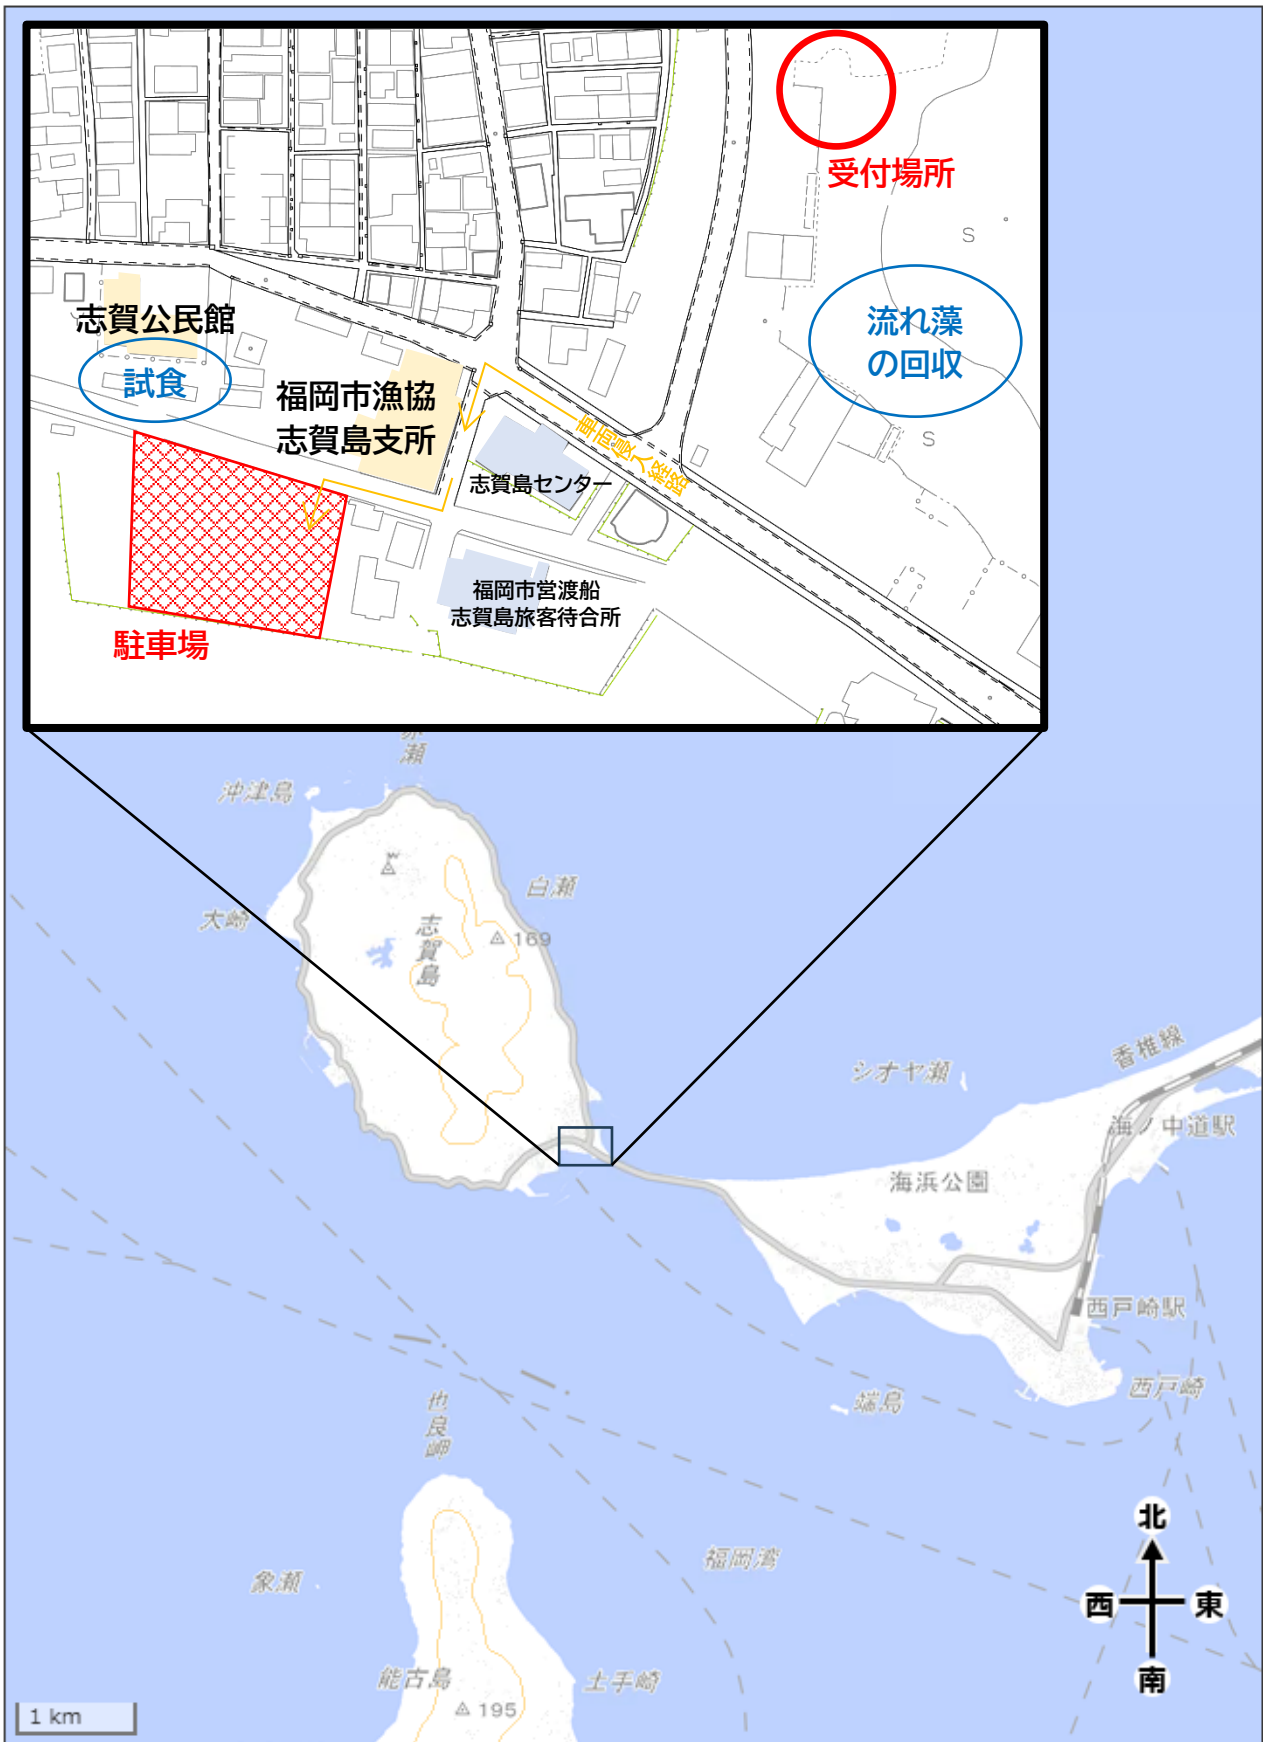 受付場所
S
流れ藻
の回収
志賀公民館
試食
福岡市漁協
志賀島支所
車両侵入経路
S
志賀島センター
福岡市営渡船
志賀島旅客待合所
駐車場
瀬
沖津島
白瀬
大崎
志賀島
169
シオヤ瀬
香椎線
海ノ中道駅
海浜公園
西戸崎駅
西戸崎
端島
也良岬
北
福岡湾
象瀬
西
東
能古島
土手崎
南
195
1 km